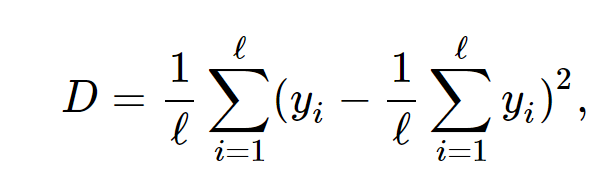 D = \frac{1}{\ell} \sum_{i=1}^{\ell} (y_i - \frac{1}{\ell} \sum_{i=1}^{\ell} y_i)^2,